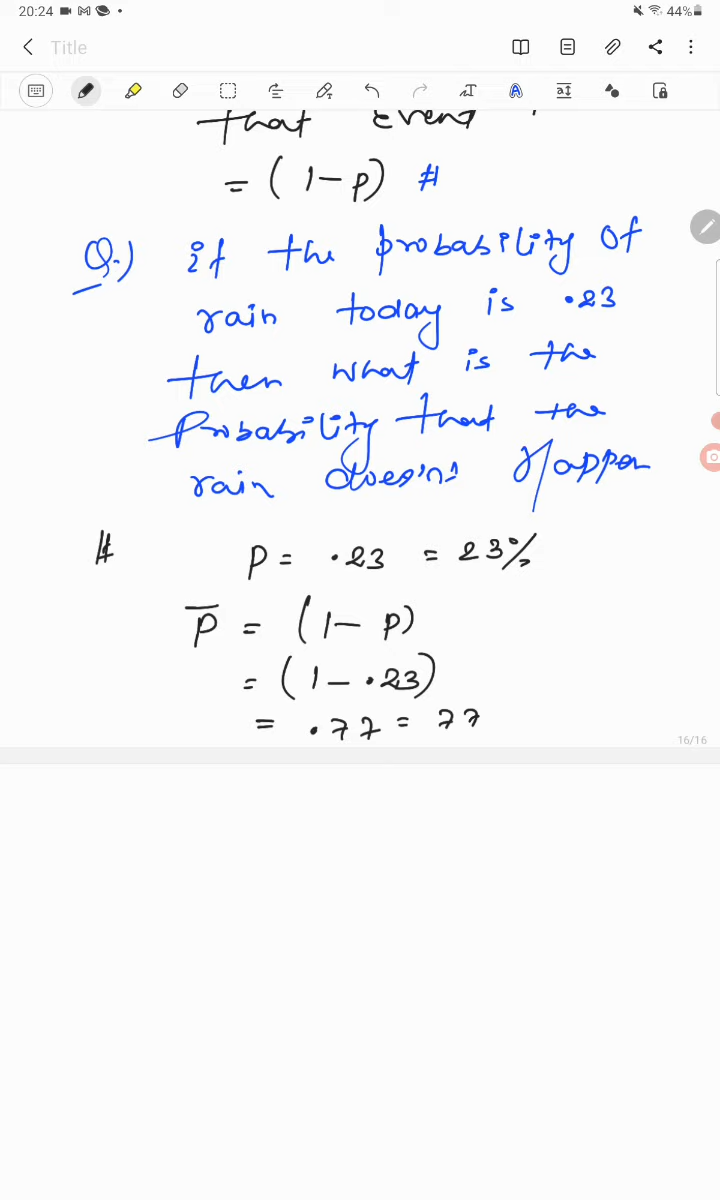 20:24 44%
Title
that event
= (1-p) #
Q.) if the probability of
rain today is .23
then what is the
Probability that the
rain doesn't Happen
# P = .23 = 23%
P̅ = (1- p)
= (1- .23)
= .77 = 77
16/16